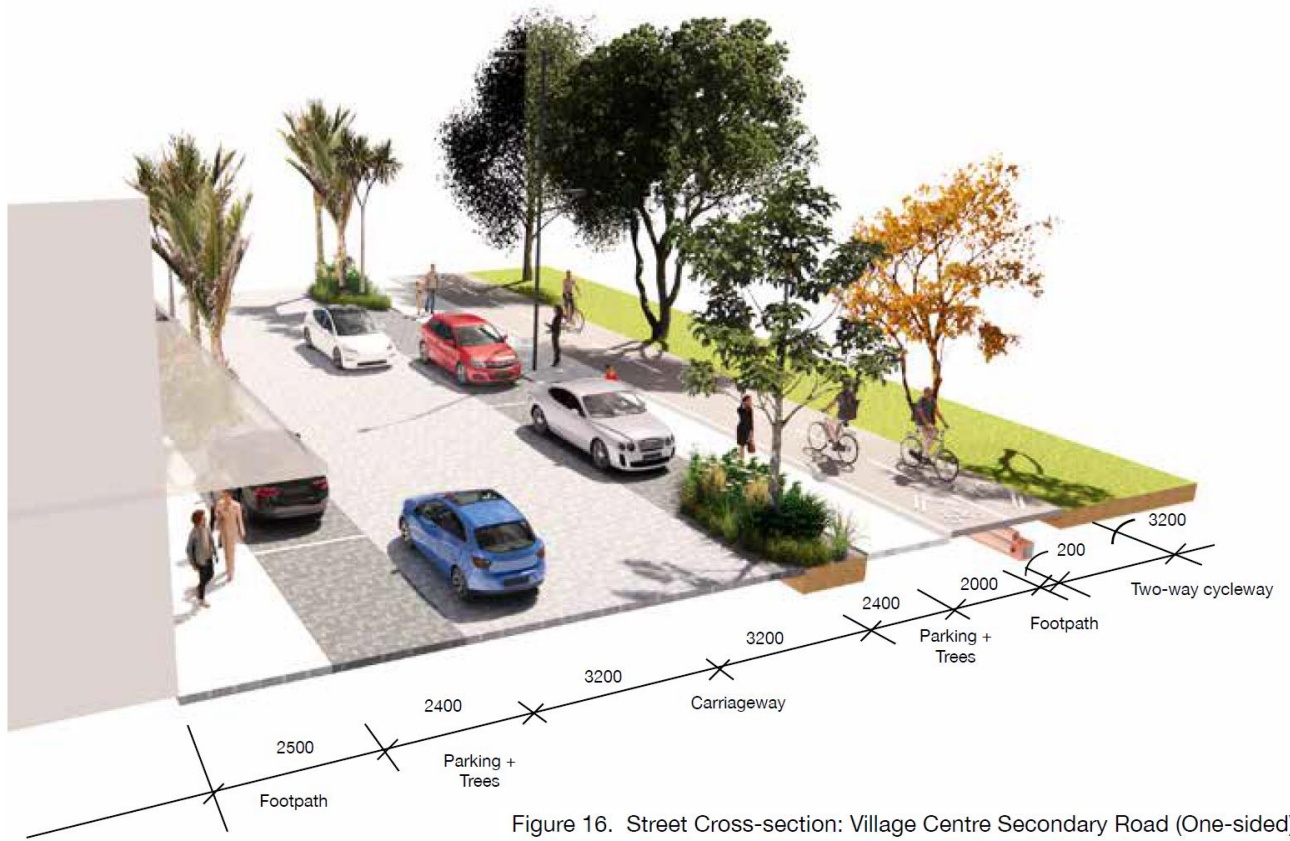 3200
200
2000
Two-way cycleway
2400
Footpath
3200
Parking +
Trees
3200
Carriageway
2400
2500
Parking +
Trees
Footpath
Figure 16. Street Cross-section: Village Centre Secondary Road (One-sided)